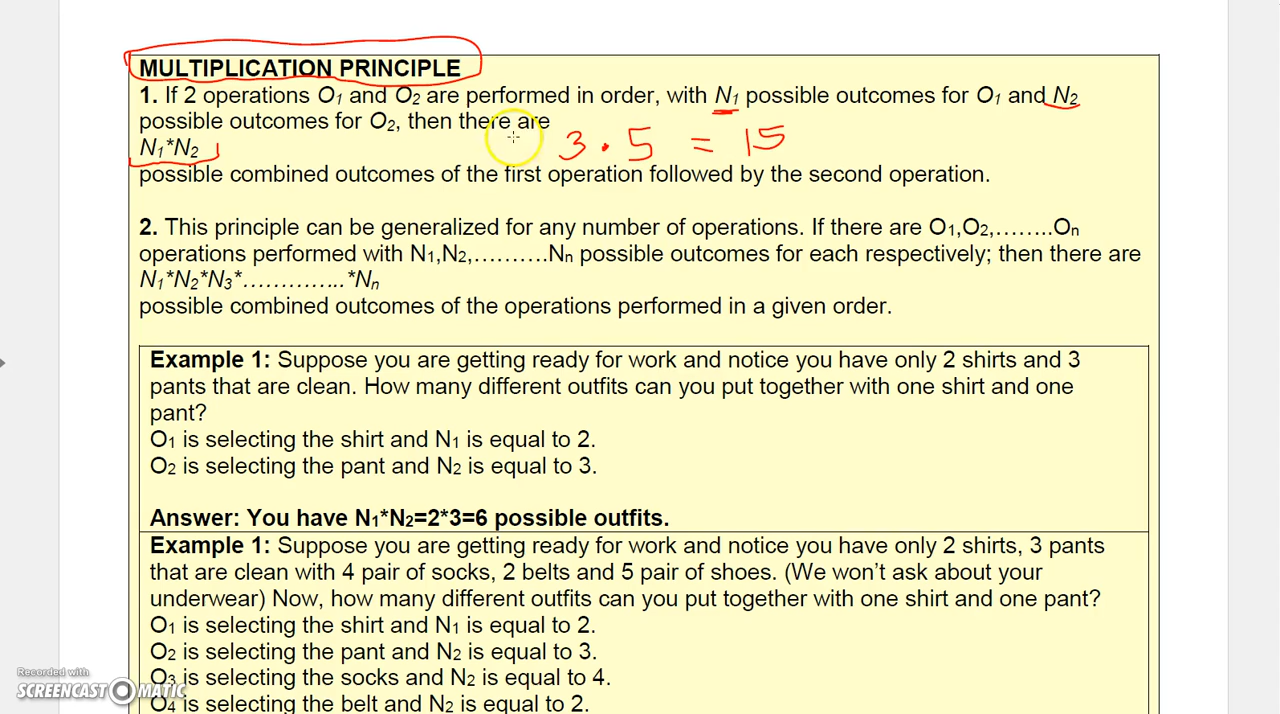 MULTIPLICATION PRINCIPLE
1. If 2 operations O₁ and O₂ are performed in order, with N₁ possible outcomes for O₁ and N₂
possible outcomes for O₂, then there are
3 · 5 = 15
N₁*N₂
possible combined outcomes of the first operation followed by the second operation.
2. This principle can be generalized for any number of operations. If there are O₁,O₂,……..Oₙ
operations performed with N₁,N₂,……….Nₙ possible outcomes for each respectively; then there are
N₁*N₂*N₃*…………..*Nₙ
possible combined outcomes of the operations performed in a given order.
Example 1: Suppose you are getting ready for work and notice you have only 2 shirts and 3
pants that are clean. How many different outfits can you put together with one shirt and one
pant?
O₁ is selecting the shirt and N₁ is equal to 2.
O₂ is selecting the pant and N₂ is equal to 3.
Answer: You have N₁*N₂=2*3=6 possible outfits.
Example 1: Suppose you are getting ready for work and notice you have only 2 shirts, 3 pants
that are clean with 4 pair of socks, 2 belts and 5 pair of shoes. (We won't ask about your
underwear) Now, how many different outfits can you put together with one shirt and one pant?
O₁ is selecting the shirt and N₁ is equal to 2.
O₂ is selecting the pant and N₂ is equal to 3.
O₃ is selecting the socks and N₂ is equal to 4.
O₄ is selecting the belt and N₂ is equal to 2.
Recorded with
SCREENCAST MATIC